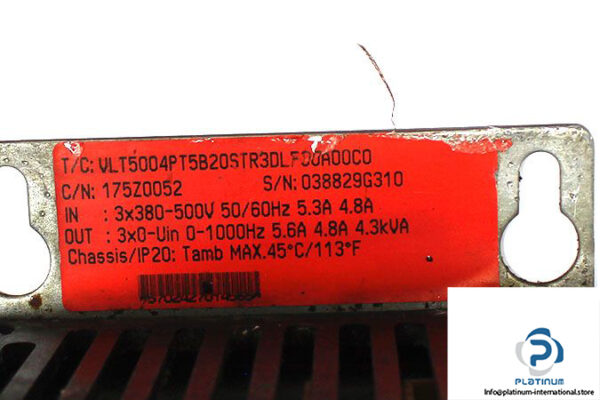 T/C: VLT5004PT5B20STR3DLF00A00C0
C/N: 175Z0052 S/N: 038829G310
IN : 3x380-500V 50/60Hz 5.3A 4.8A
OUT : 3x0-Uin 0-1000Hz 5.6A 4.8A 4.3kVA
Chassis/IP20: Tamb MAX.45°C/113°F
PLATINUM
INTERNATIONAL
info@platinum-international.store